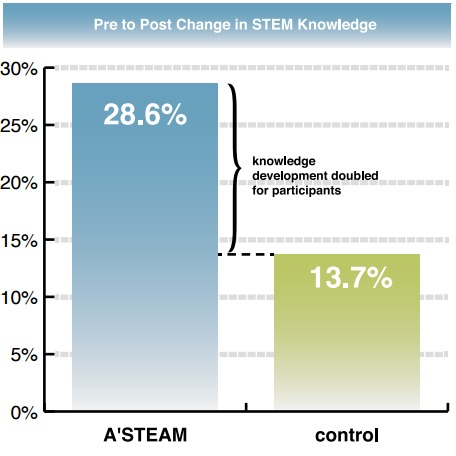 Pre to Post Change in STEM Knowledge
30%
28.6%
25%
knowledge
development doubled
for participants
20%
15%
13.7%
10%
5%
0%
A'STEAM
control